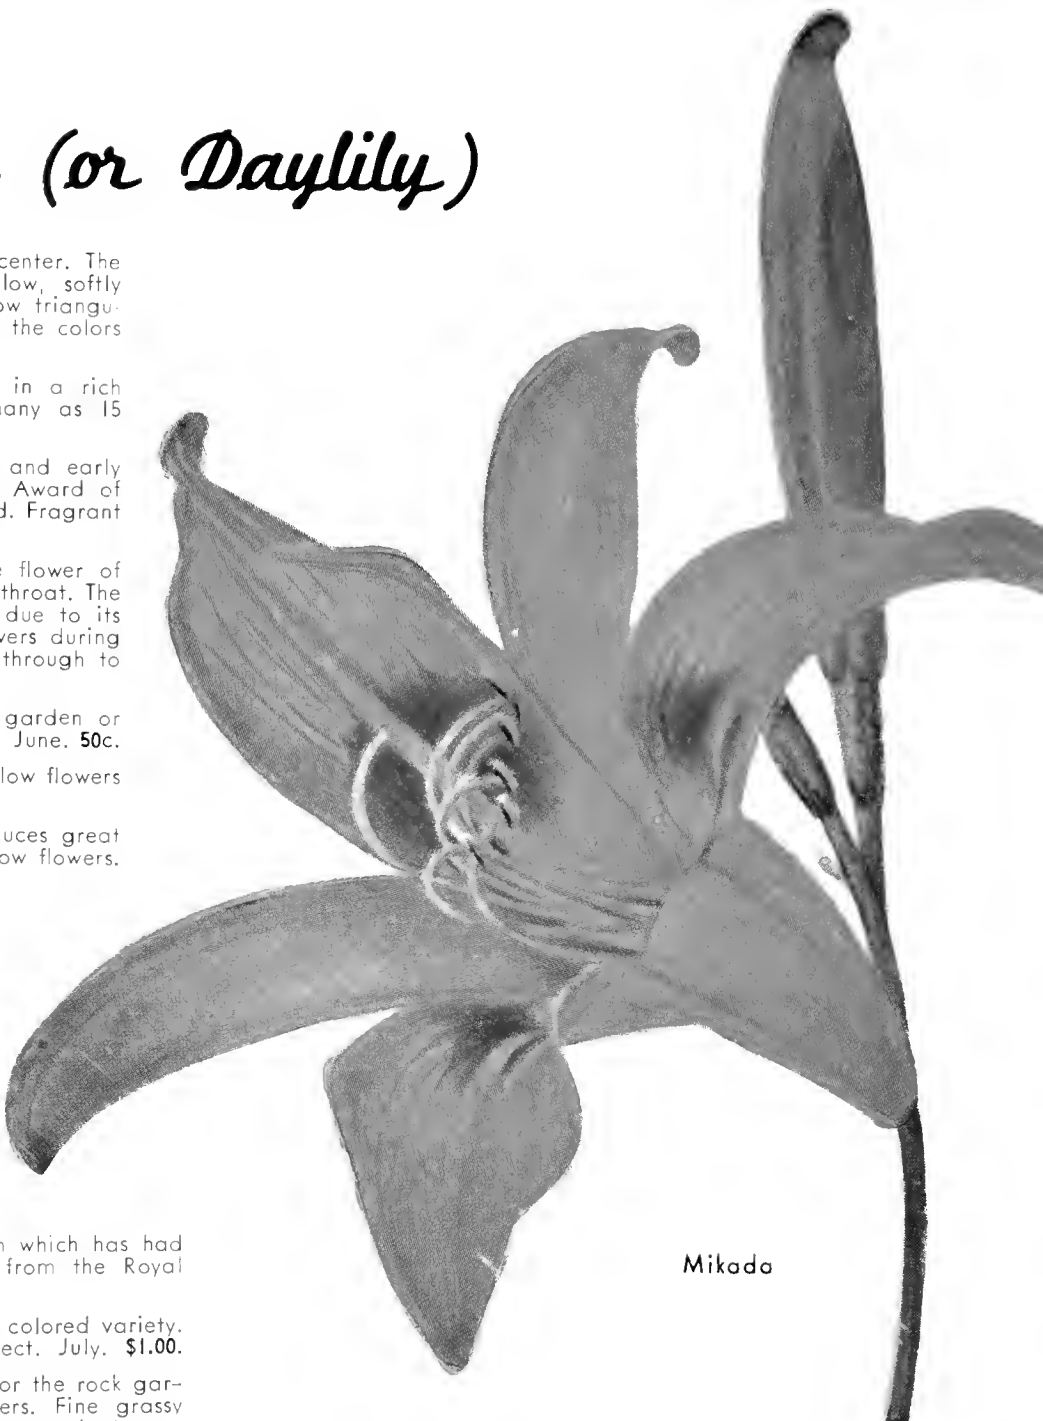 (or Daylily)
center. The
low, softly
ow triangu-
the colors
in a rich
many as 15
and early
Award of
d. Fragrant
e flower of
throat. The
due to its
wers during
through to
garden or
June. 50c.
low flowers
uces great
ow flowers.
n which has had
from the Royal
colored variety.
ect. July. $1.00.
or the rock gar-
ers. Fine grassy
Mikado